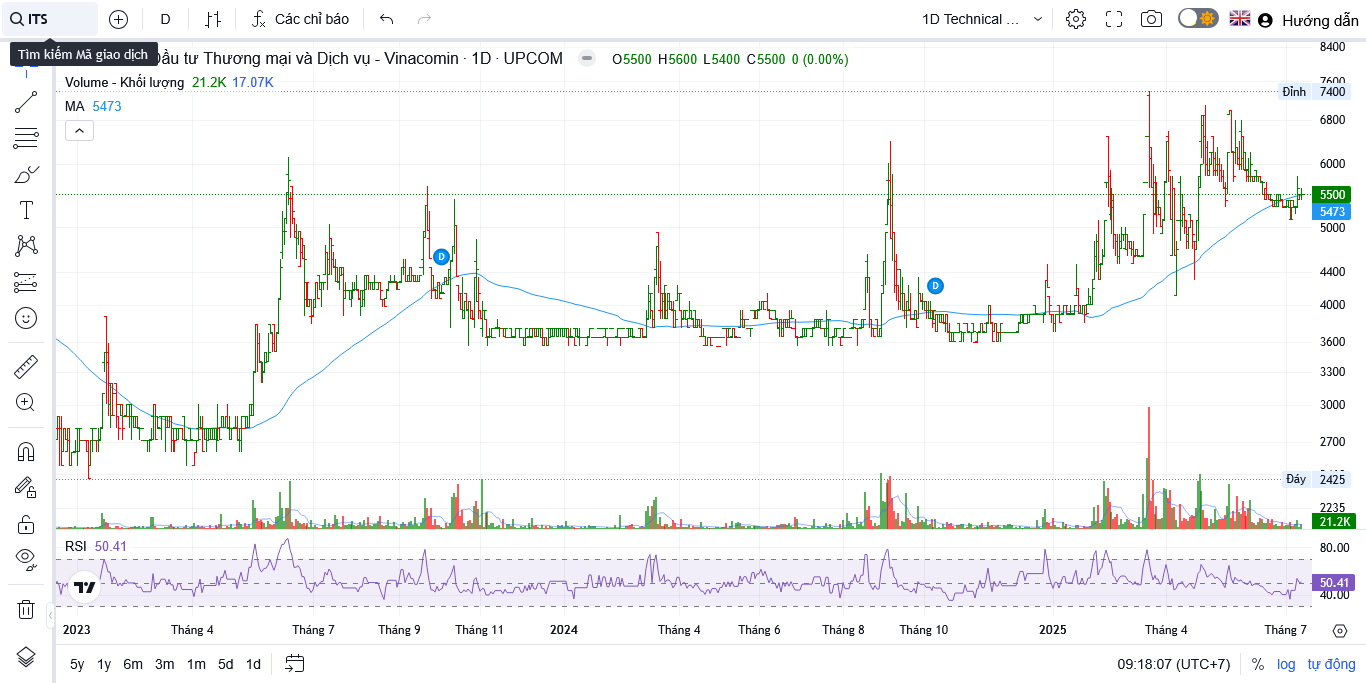 ITS
D
Các chỉ báo
1D Technical ...
Hướng dẫn
Tìm kiếm Mã giao dịch
Đầu tư Thương mại và Dịch vụ - Vinacomin · 1D · UPCOM
O5500 H5600 L5400 C5500 0 (0.00%)
Volume - Khối lượng 21.2K 17.07K
MA 5473
8400
7600
Đỉnh 7400
6800
6000
5500
5473
5000
4400
4000
3600
3300
3000
2700
Đáy 2425
2235
21.2K
D
D
RSI 50.41
80.00
50.41
40.00
2023 Tháng 4 Tháng 7 Tháng 9 Tháng 11 2024 Tháng 4 Tháng 6 Tháng 8 Tháng 10 2025 Tháng 4 Tháng 7
5y 1y 6m 3m 1m 5d 1d
09:18:07 (UTC+7) % log tự động